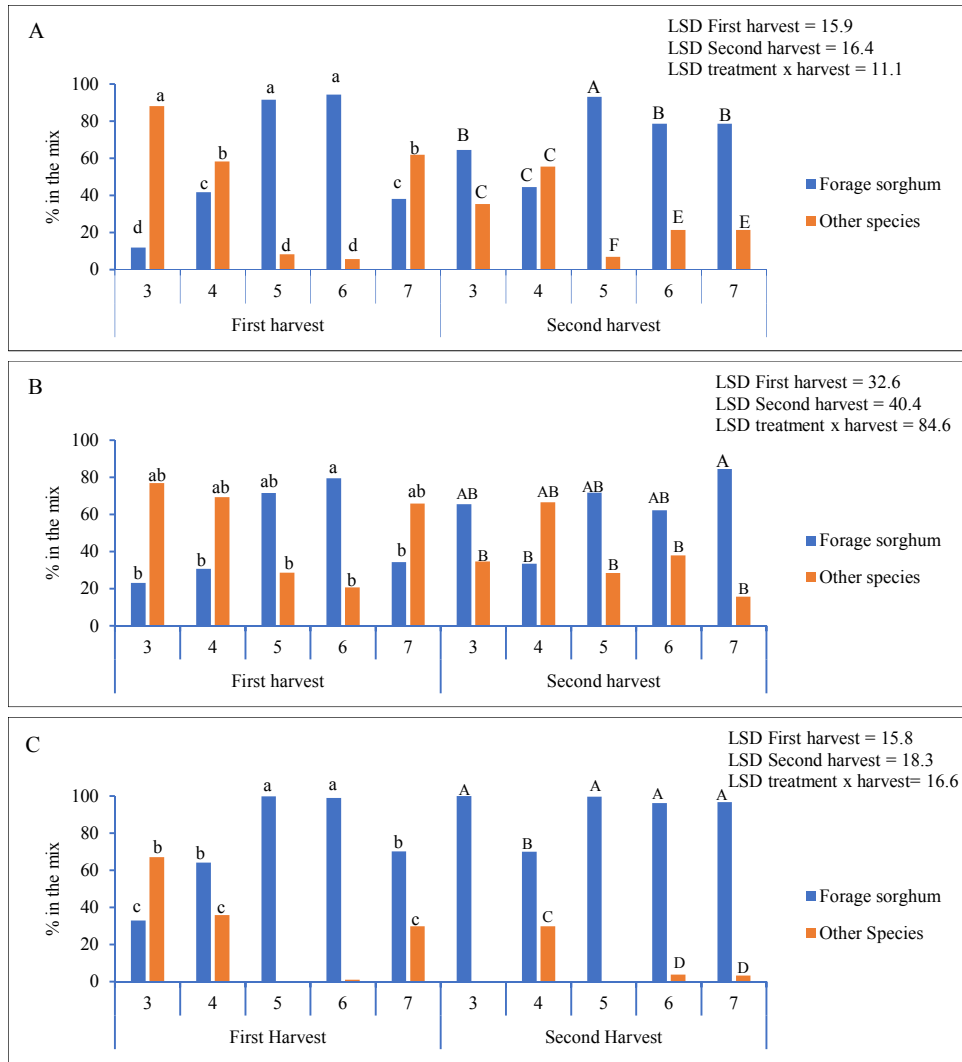 A
LSD First harvest = 15.9
LSD Second harvest = 16.4
LSD treatment x harvest = 11.1
% in the mix
100
80
60
40
20
0
d a c b a d a d c b B C C C A F B E B E
3 4 5 6 7 3 4 5 6 7
First harvest Second harvest
Forage sorghum
Other species
B
LSD First harvest = 32.6
LSD Second harvest = 40.4
LSD treatment x harvest = 84.6
% in the mix
100
80
60
40
20
0
b ab b ab ab b a b b ab AB B B AB AB B AB B A B
3 4 5 6 7 3 4 5 6 7
First harvest Second harvest
Forage sorghum
Other species
C
LSD First harvest = 15.8
LSD Second harvest = 18.3
LSD treatment x harvest= 16.6
% in the mix
100
80
60
40
20
0
c b b c a a b c A B C A A D A D
3 4 5 6 7 3 4 5 6 7
First Harvest Second Harvest
Forage sorghum
Other Species